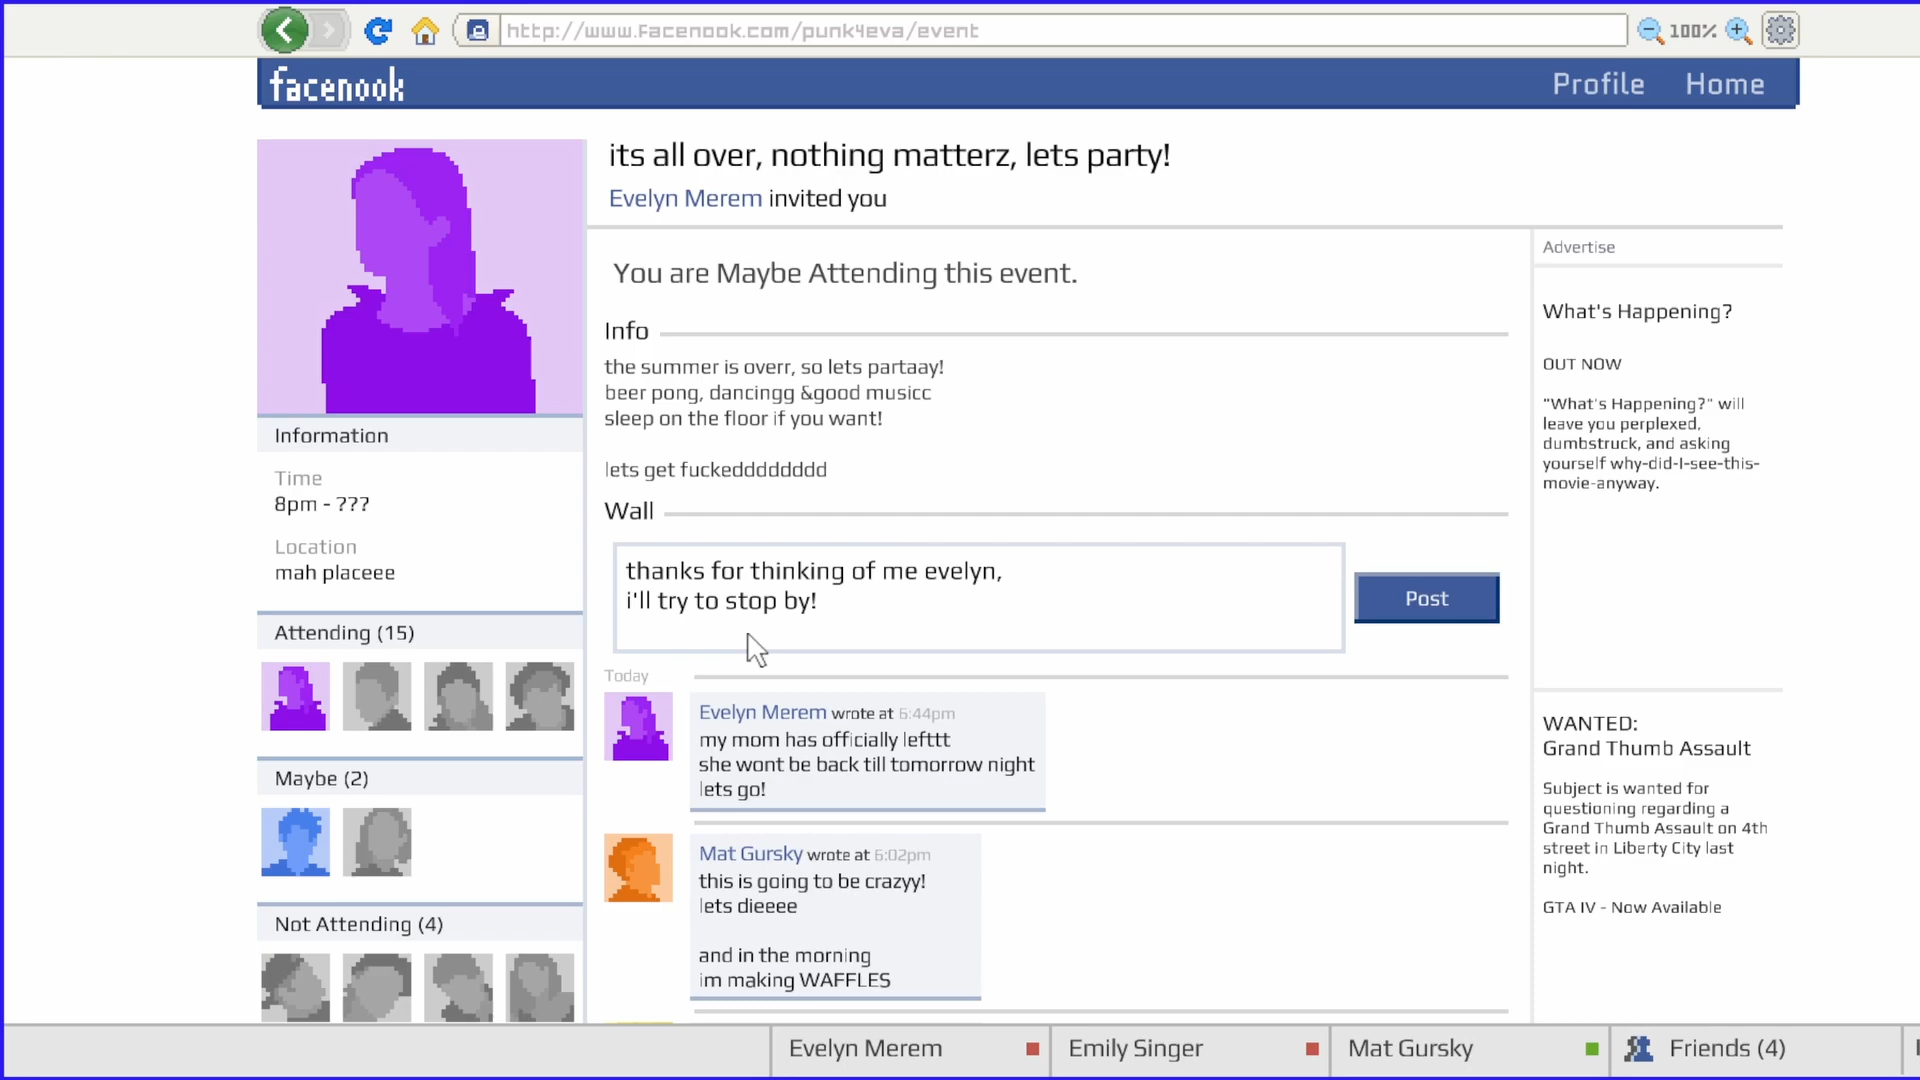 http://www.facenook.com/punk4eva/event
100%
facenook
Profile
Home
its all over, nothing matterz, lets party!
Evelyn Merem invited you
You are Maybe Attending this event.
Info
the summer is overr, so lets partaay!
beer pong, dancingg &good musicc
sleep on the floor if you want!
lets get fuckedddddddd
Wall
thanks for thinking of me evelyn,
i'll try to stop by!
Post
Today
Evelyn Merem wrote at 6:44pm
my mom has officially lefttt
she wont be back till tomorrow night
lets go!
Mat Gursky wrote at 6:02pm
this is going to be crazyy!
lets dieeee
and in the morning
im making WAFFLES
Information
Time
8pm - ???
Location
mah placeee
Attending (15)
Maybe (2)
Not Attending (4)
Advertise
What's Happening?
OUT NOW
"What's Happening?" will
leave you perplexed,
dumbstruck, and asking
yourself why-did-I-see-this-
movie-anyway.
WANTED:
Grand Thumb Assault
Subject is wanted for
questioning regarding a
Grand Thumb Assault on 4th
street in Liberty City last
night.
GTA IV - Now Available
Evelyn Merem
Emily Singer
Mat Gursky
Friends (4)